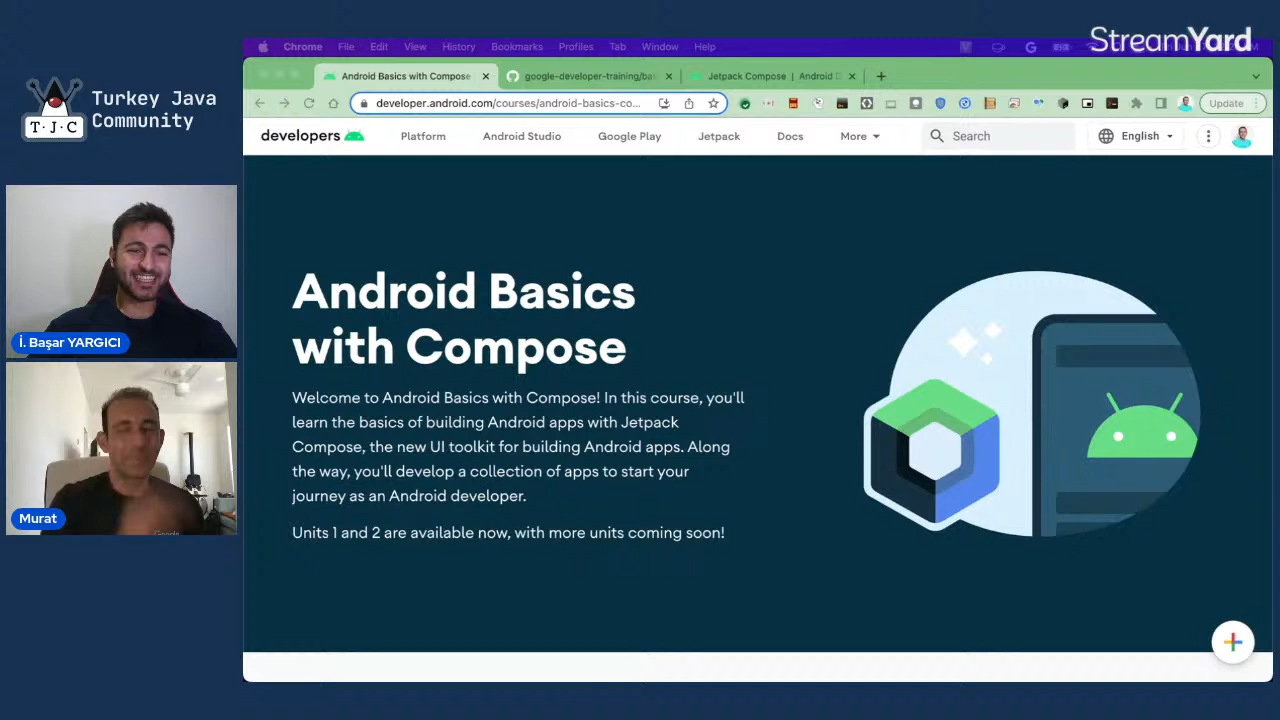 StreamYard
Turkey Java
Community
T·J·C
İ. Başar YARGICI
Murat
Google
Chrome File Edit View History Bookmarks Profiles Tab Window Help
Android Basics with Compose
google-developer-training/bas
Jetpack Compose | Android D
developer.android.com/courses/android-basics-co...
Update
developers Platform Android Studio Google Play Jetpack Docs More Search English
Android Basics
with Compose
Welcome to Android Basics with Compose! In this course, you'll
learn the basics of building Android apps with Jetpack
Compose, the new UI toolkit for building Android apps. Along
the way, you'll develop a collection of apps to start your
journey as an Android developer.
Units 1 and 2 are available now, with more units coming soon!